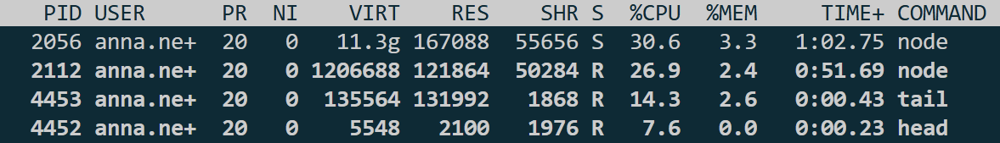 PID USER PR NI VIRT RES SHR S %CPU %MEM TIME+ COMMAND
2056 anna.ne+ 20 0 11.3g 167088 55656 S 30.6 3.3 1:02.75 node
2112 anna.ne+ 20 0 1206688 121864 50284 R 26.9 2.4 0:51.69 node
4453 anna.ne+ 20 0 135564 131992 1868 R 14.3 2.6 0:00.43 tail
4452 anna.ne+ 20 0 5548 2100 1976 R 7.6 0.0 0:00.23 head